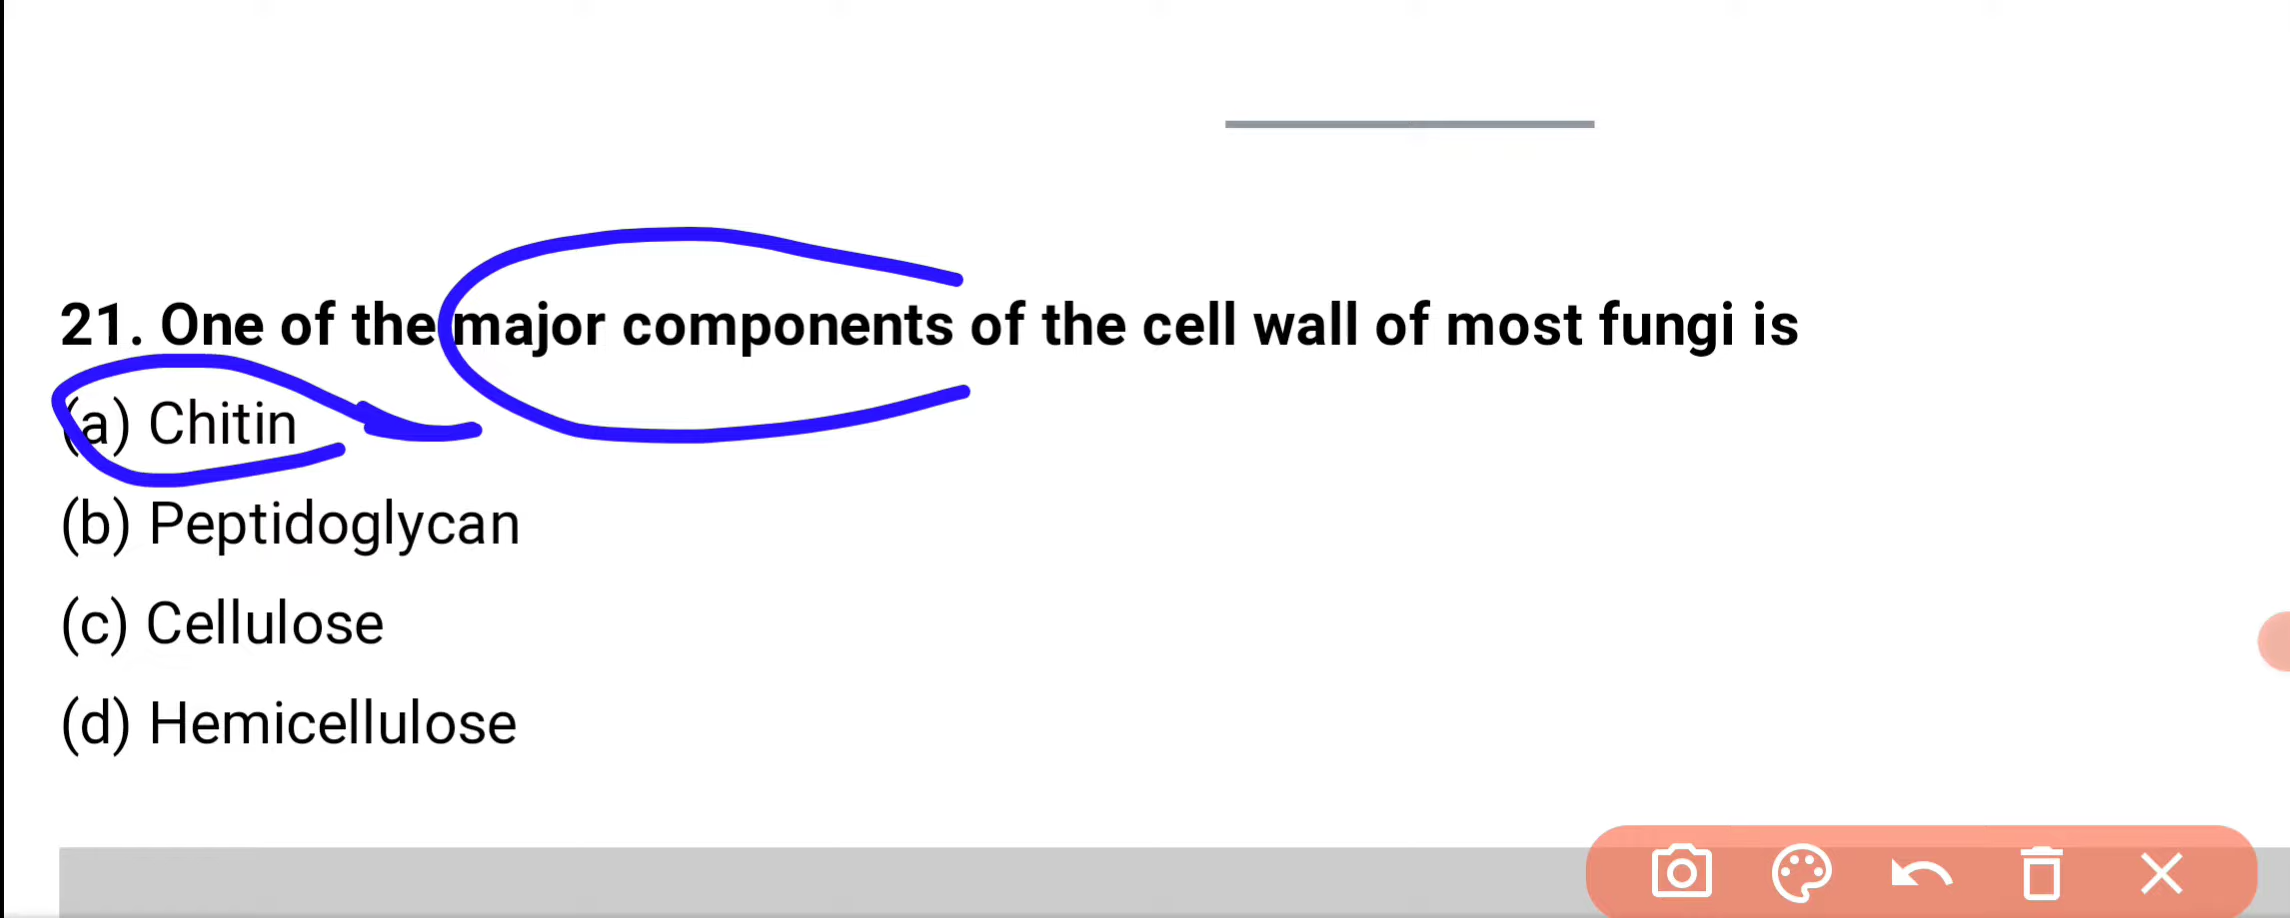 21. One of the major components of the cell wall of most fungi is
(a) Chitin
(b) Peptidoglycan
(c) Cellulose
(d) Hemicellulose